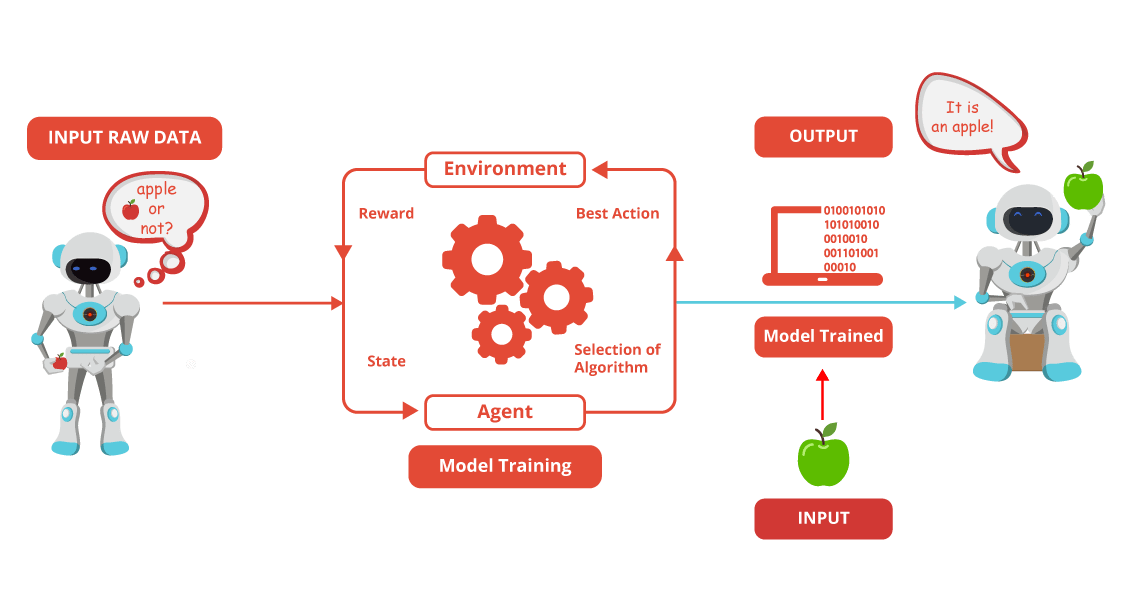 INPUT RAW DATA
apple
or
not?
Environment
Reward
Best Action
State
Selection of
Algorithm
Agent
Model Training
OUTPUT
0100101010
101010010
0010010
001101001
00010
Model Trained
INPUT
It is
an apple!